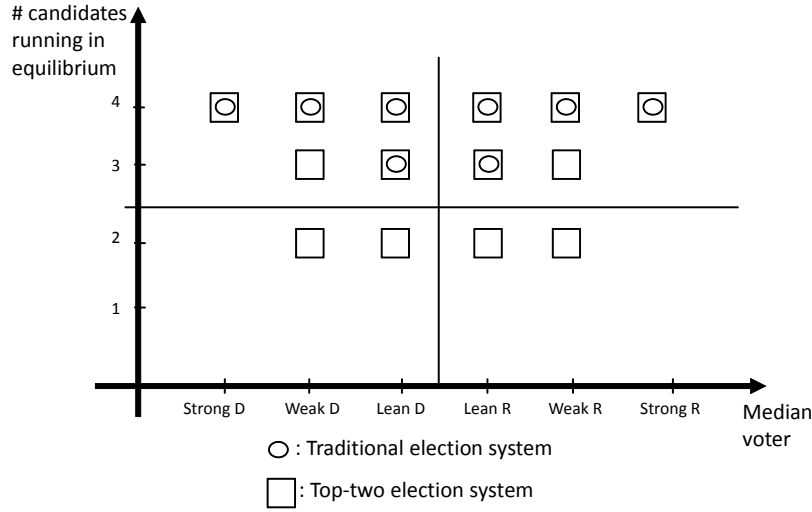 # candidates
running in
equilibrium
4
3
2
1
Strong D Weak D Lean D Lean R Weak R Strong R
Median
voter
: Traditional election system
: Top-two election system